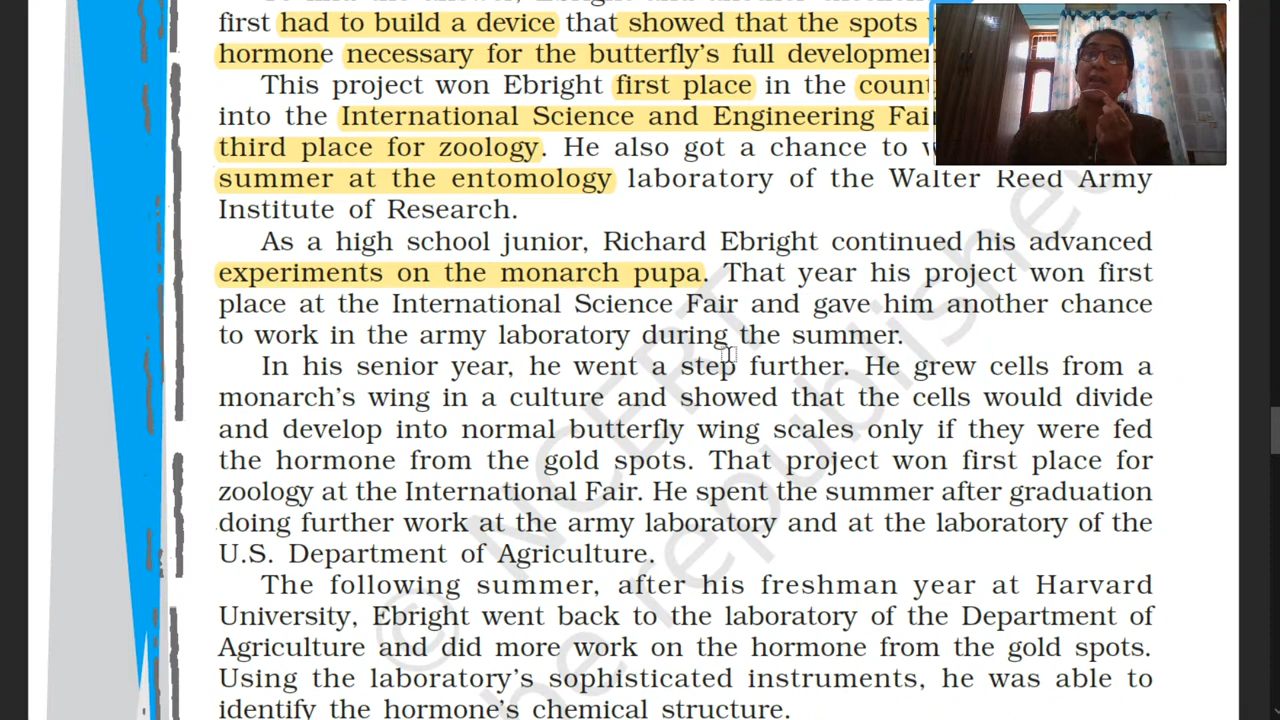 first had to build a device that showed that the spots
hormone necessary for the butterfly's full developmen
This project won Ebright first place in the coun
into the International Science and Engineering Fai
third place for zoology. He also got a chance to
summer at the entomology laboratory of the Walter Reed Army
Institute of Research.
As a high school junior, Richard Ebright continued his advanced
experiments on the monarch pupa. That year his project won first
place at the International Science Fair and gave him another chance
to work in the army laboratory during the summer.
In his senior year, he went a step further. He grew cells from a
monarch's wing in a culture and showed that the cells would divide
and develop into normal butterfly wing scales only if they were fed
the hormone from the gold spots. That project won first place for
zoology at the International Fair. He spent the summer after graduation
doing further work at the army laboratory and at the laboratory of the
U.S. Department of Agriculture.
The following summer, after his freshman year at Harvard
University, Ebright went back to the laboratory of the Department of
Agriculture and did more work on the hormone from the gold spots.
Using the laboratory's sophisticated instruments, he was able to
identify the hormone's chemical structure.
© NCERT
be republished